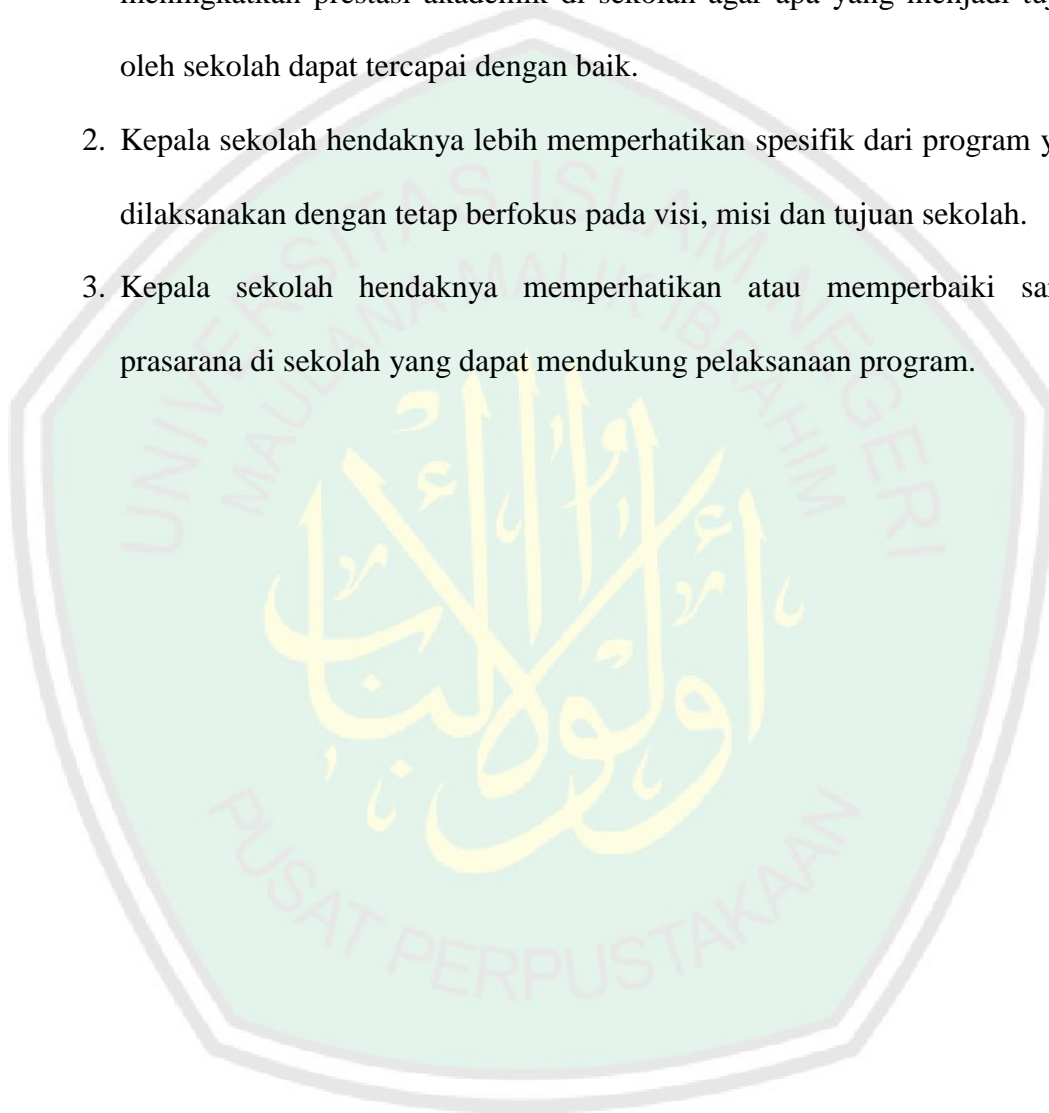 meningkatkan prestasi akademik di sekolah agar apa yang menjadi
oleh sekolah dapat tercapai dengan baik.
2. Kepala sekolah hendaknya lebih memperhatikan spesifik dari program
dilaksanakan dengan tetap berfokus pada visi, misi dan tujuan sekolah.
3. Kepala sekolah hendaknya memperhatikan atau memperbaiki
prasarana di sekolah yang dapat mendukung pelaksanaan program.
UNIVERSITAS ISLAM NEGERI
MAULANA MALIK IBRAHIM
أولوا الألباب
PUSAT PERPUSTAKAAN